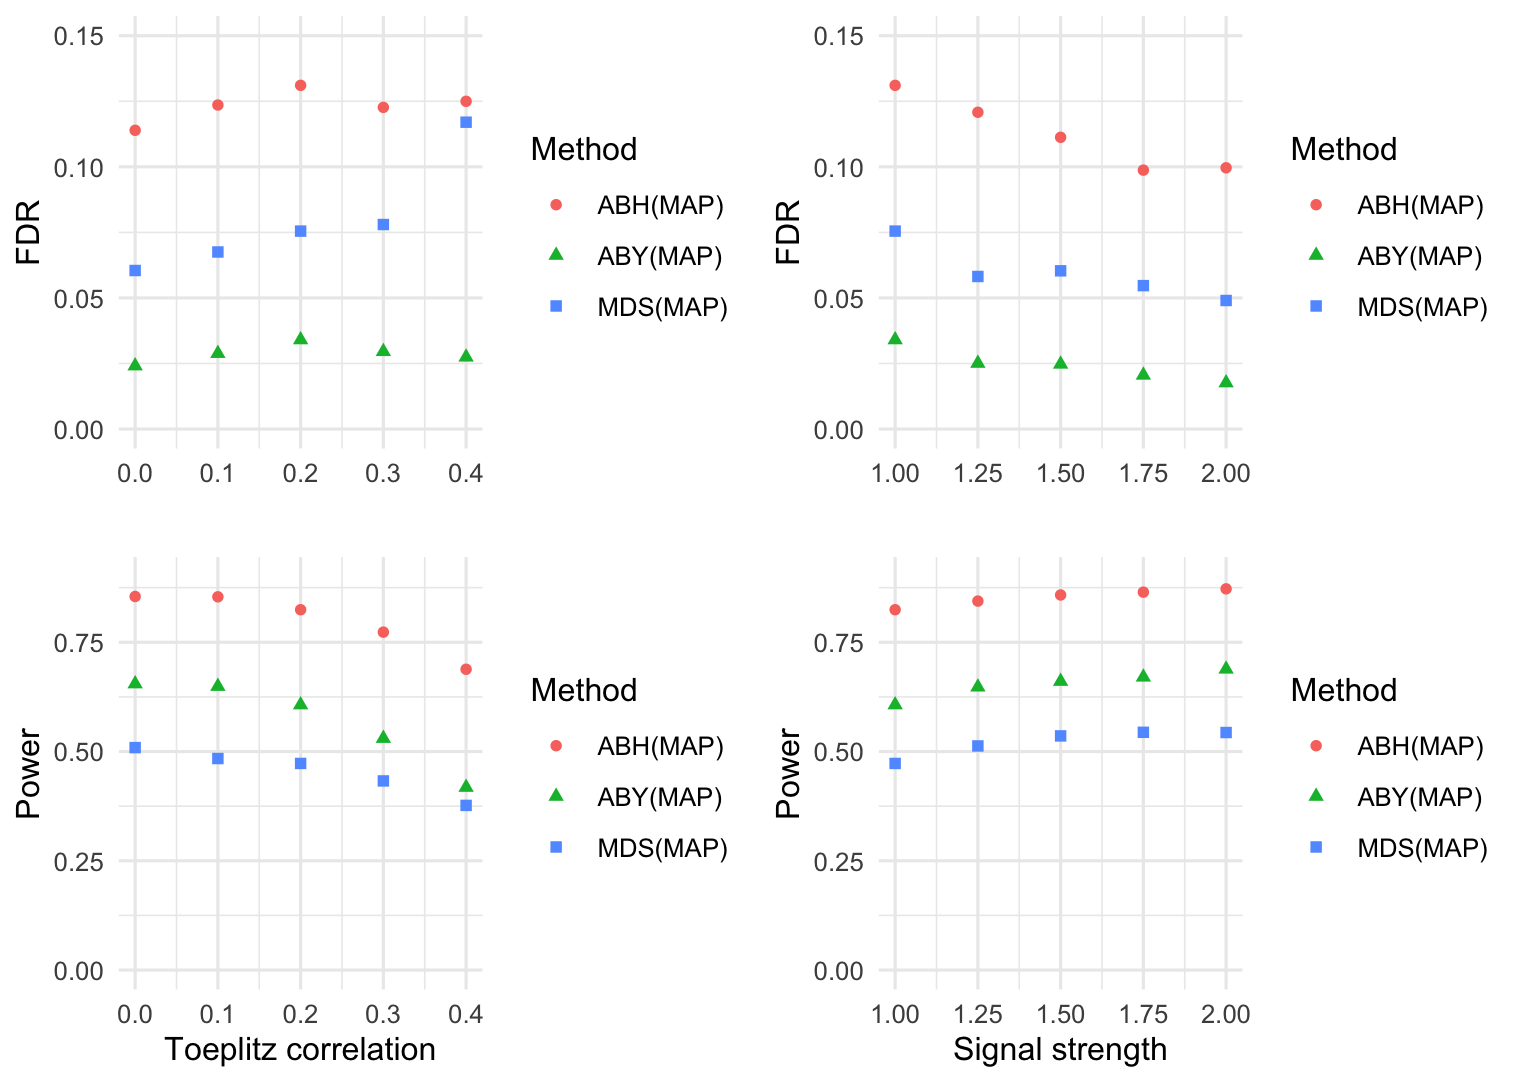 0.15
0.10
0.05
0.00
FDR
0.0 0.1 0.2 0.3 0.4
Method
ABH(MAP)
ABY(MAP)
MDS(MAP)
0.15
0.10
0.05
0.00
FDR
1.00 1.25 1.50 1.75 2.00
Method
ABH(MAP)
ABY(MAP)
MDS(MAP)
0.75
0.50
0.25
0.00
Power
0.0 0.1 0.2 0.3 0.4
Toeplitz correlation
Method
ABH(MAP)
ABY(MAP)
MDS(MAP)
0.75
0.50
0.25
0.00
Power
1.00 1.25 1.50 1.75 2.00
Signal strength
Method
ABH(MAP)
ABY(MAP)
MDS(MAP)